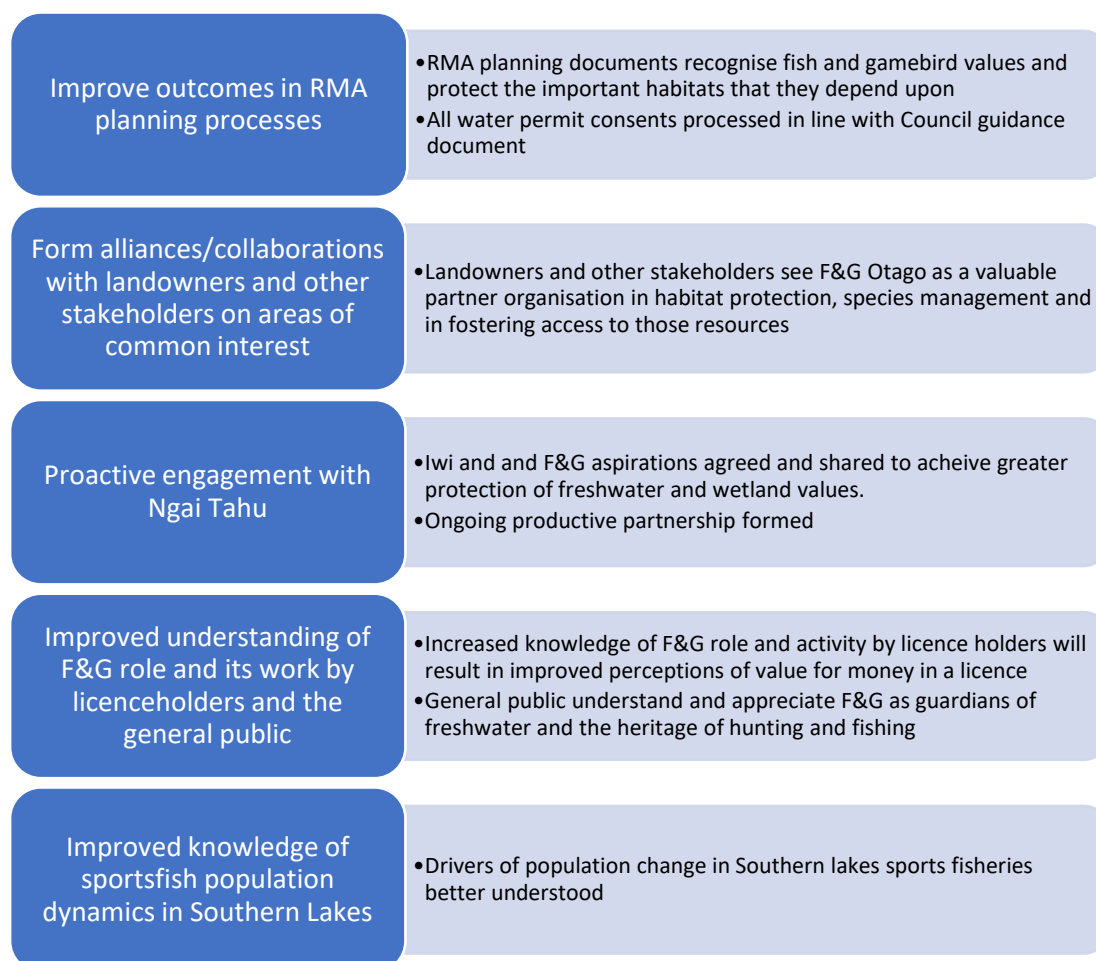 Improve outcomes in RMA
planning processes
•RMA planning documents recognise fish and gamebird values and
protect the important habitats that they depend upon
•All water permit consents processed in line with Council guidance
document
Form alliances/collaborations
with landowners and other
stakeholders on areas of
common interest
•Landowners and other stakeholders see F&G Otago as a valuable
partner organisation in habitat protection, species management and
in fostering access to those resources
Proactive engagement with
Ngai Tahu
•Iwi and and F&G aspirations agreed and shared to acheive greater
protection of freshwater and wetland values.
•Ongoing productive partnership formed
Improved understanding of
F&G role and its work by
licenceholders and the
general public
•Increased knowledge of F&G role and activity by licence holders will
result in improved perceptions of value for money in a licence
•General public understand and appreciate F&G as guardians of
freshwater and the heritage of hunting and fishing
Improved knowledge of
sportsfish population
dynamics in Southern Lakes
•Drivers of population change in Southern lakes sports fisheries
better understood